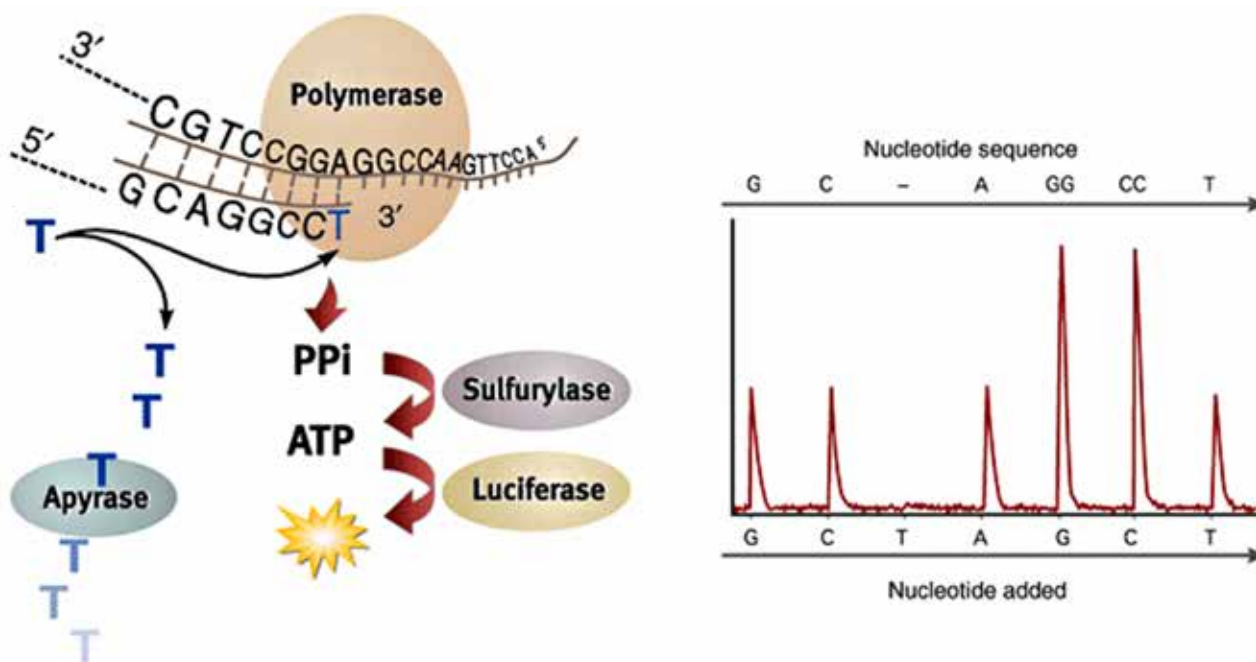 3′
Polymerase
CGTCCGGAGGCCAAGTTCCA 5′
5′
GCAGGCCT 3′
T
T
T
T
Apyrase
T
T
T
PPi
Sulfurylase
ATP
Luciferase
Nucleotide sequence
G C – A GG CC T
G C T A G C T
Nucleotide added